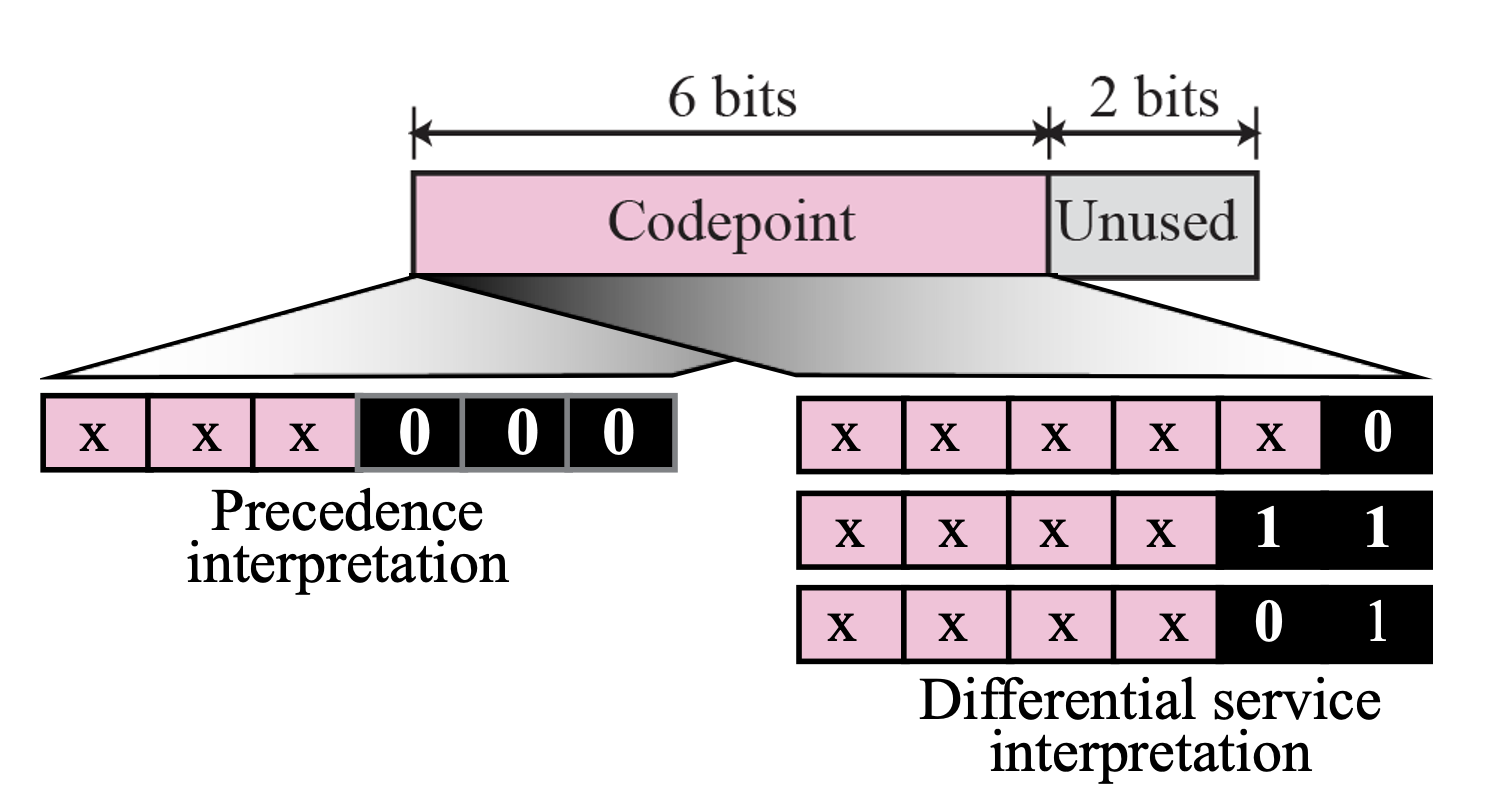 6 bits 2 bits
Codepoint Unused
x x x 0 0 0
Precedence
interpretation
x x x x x 0
x x x x 1 1
x x x x 0 1
Differential service
interpretation